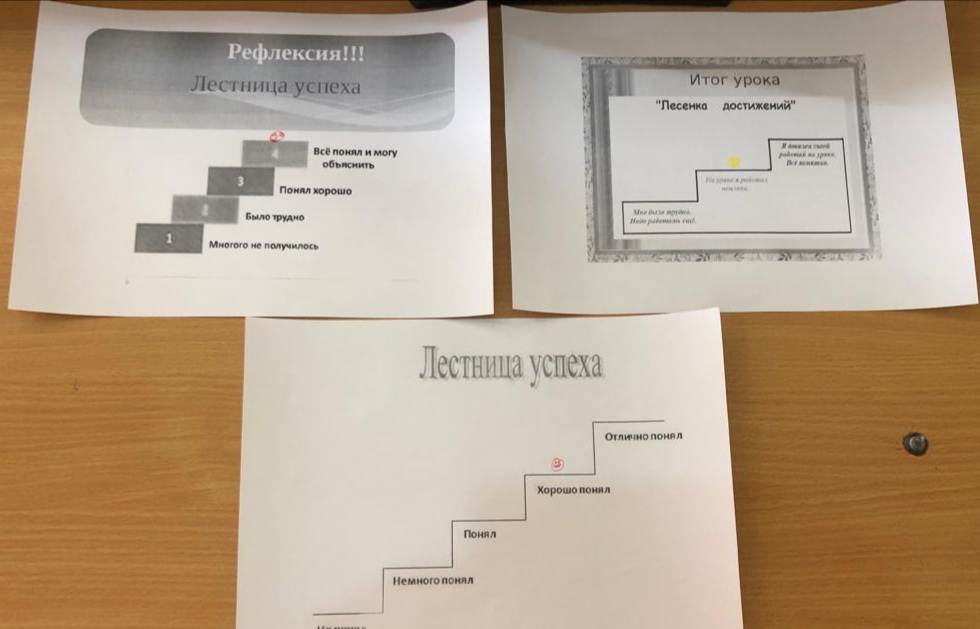 Рефлексия!!!
Лестница успеха
4
Всё понял и могу
объяснить
3
Понял хорошо
2
Было трудно
1
Многого не получилось
Итог урока
"Лесенка достижений"
Я доволен своей
работой на уроке.
Всё понятно.
На уроке я работал
неплохо.
Мне было трудно.
Надо работать ещё.
Лестница успеха
Отлично понял
Хорошо понял
Понял
Немного понял